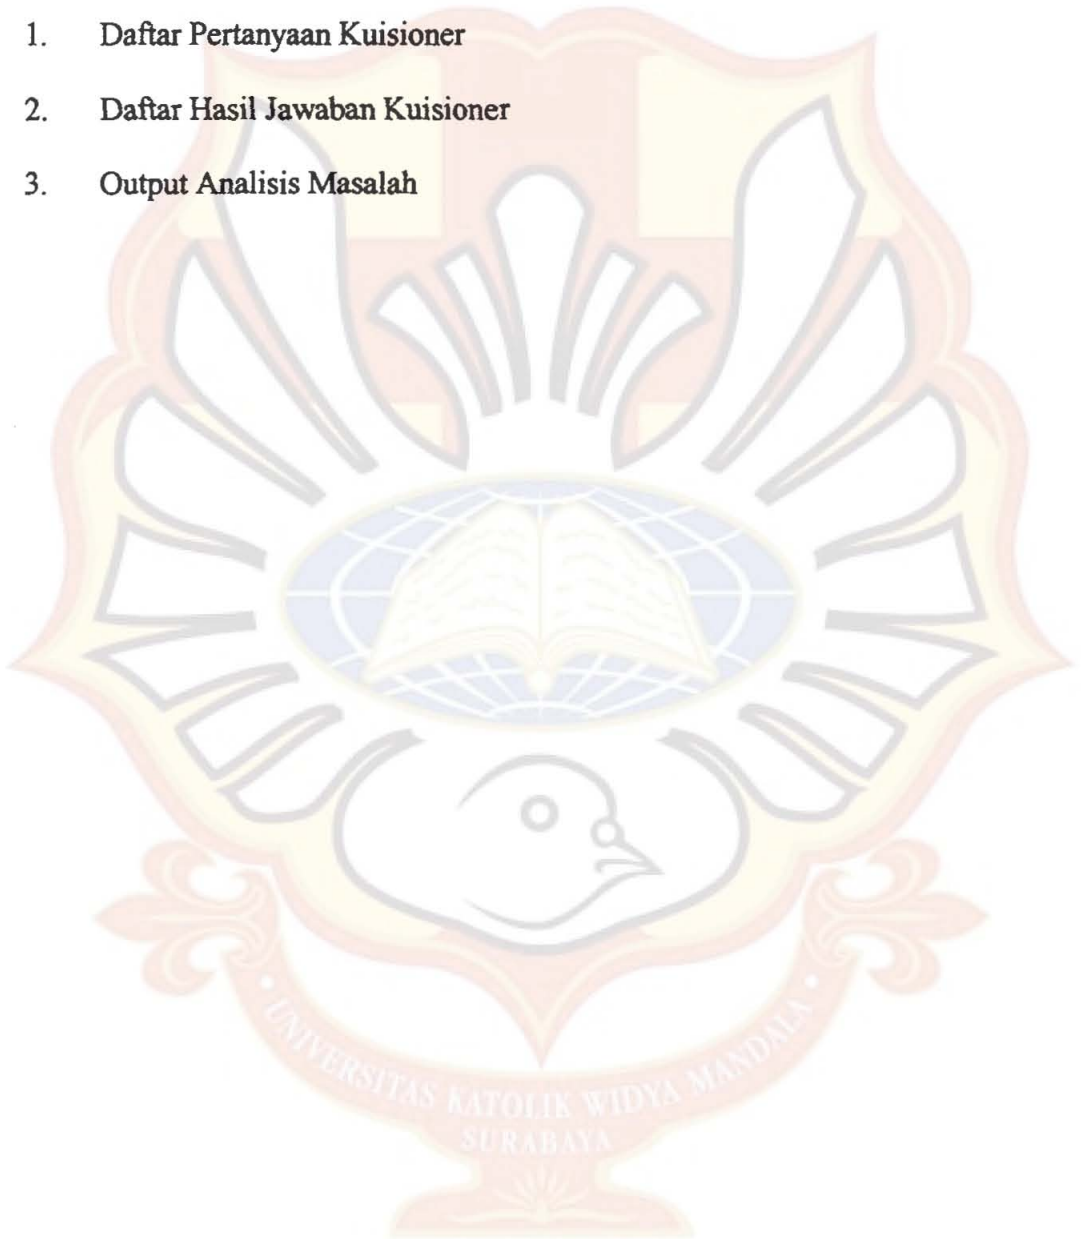 1. Daftar Pertanyaan Kuisioner
2. Daftar Hasil Jawaban Kuisioner
3. Output Analisis Masalah
UNIVERSITAS KATOLIK WIDYA MANDALA
SURABAYA